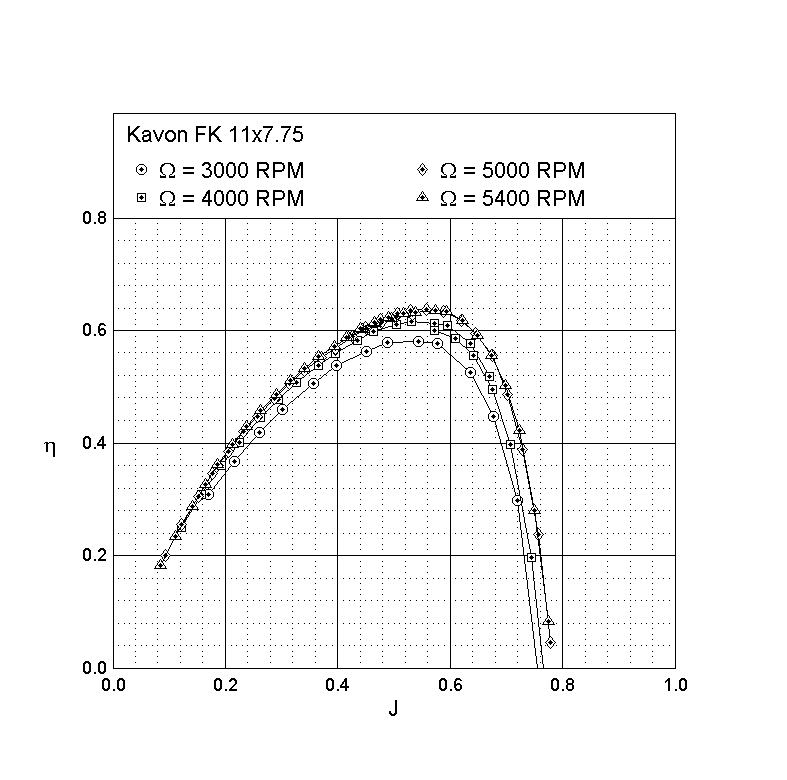 Kavon FK 11x7.75
Ω = 3000 RPM Ω = 5000 RPM
Ω = 4000 RPM Ω = 5400 RPM
0.8
0.6
η
0.4
0.2
0.0
0.0 0.2 0.4 0.6 0.8 1.0
J